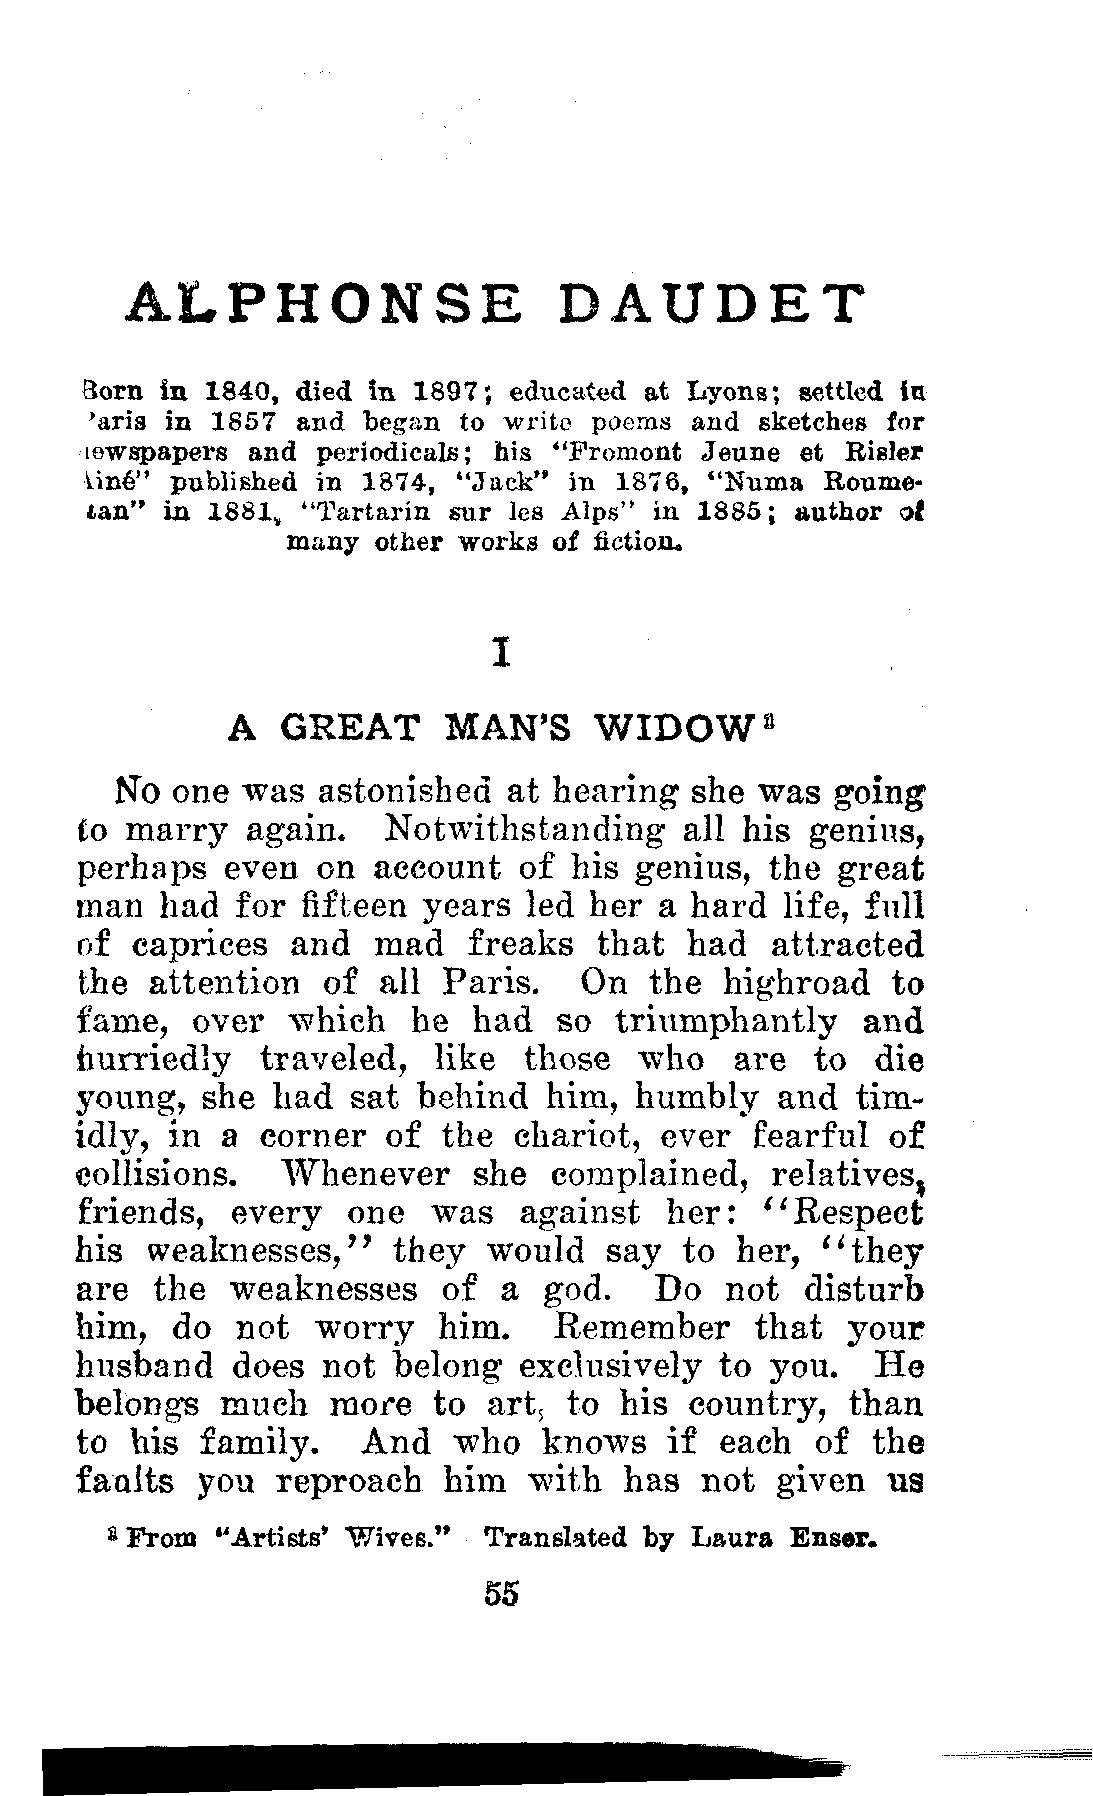 ALPHONSE DAUDET
Born in 1840, died in 1897; educated at Lyons; settled in
'aris in 1857 and began to write poems and sketches for
newspapers and periodicals; his “Fromont Jeune et Risler
Ainé” published in 1874, “Jack” in 1876, “Numa Roume-
tan” in 1881, “Tartarin sur les Alps” in 1885; author of
many other works of fiction.
I
A GREAT MAN'S WIDOW⁸
No one was astonished at hearing she was going
to marry again. Notwithstanding all his genius,
perhaps even on account of his genius, the great
man had for fifteen years led her a hard life, full
of caprices and mad freaks that had attracted
the attention of all Paris. On the highroad to
fame, over which he had so triumphantly and
hurriedly traveled, like those who are to die
young, she had sat behind him, humbly and tim-
idly, in a corner of the chariot, ever fearful of
collisions. Whenever she complained, relatives,
friends, every one was against her: “Respect
his weaknesses,” they would say to her, “they
are the weaknesses of a god. Do not disturb
him, do not worry him. Remember that your
husband does not belong exclusively to you. He
belongs much more to art, to his country, than
to his family. And who knows if each of the
faults you reproach him with has not given us
⁸ From “Artists' Wives.” Translated by Laura Ensor.
55